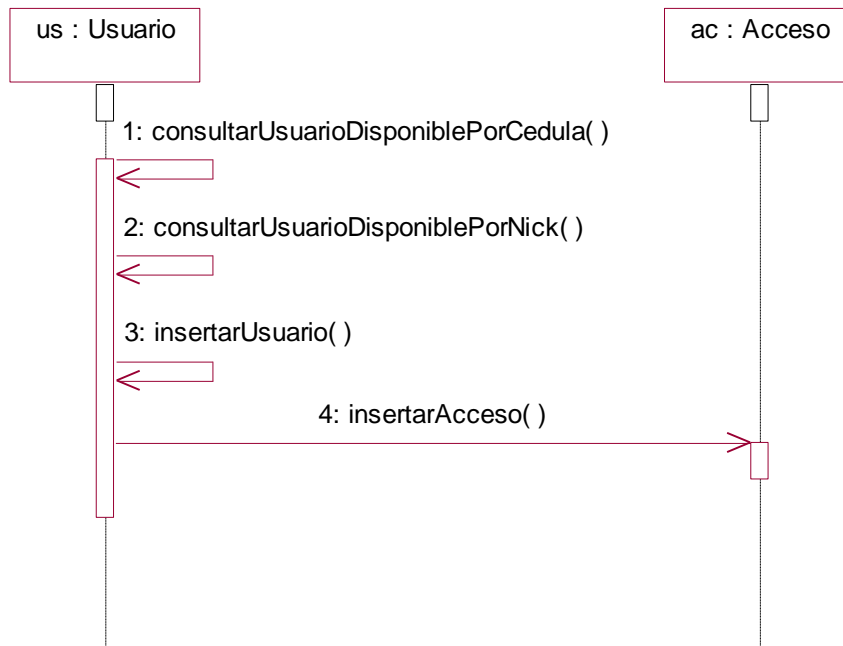 us : Usuario
ac : Acceso
1: consultarUsuarioDisponiblePorCedula( )
2: consultarUsuarioDisponiblePorNick( )
3: insertarUsuario( )
4: insertarAcceso( )